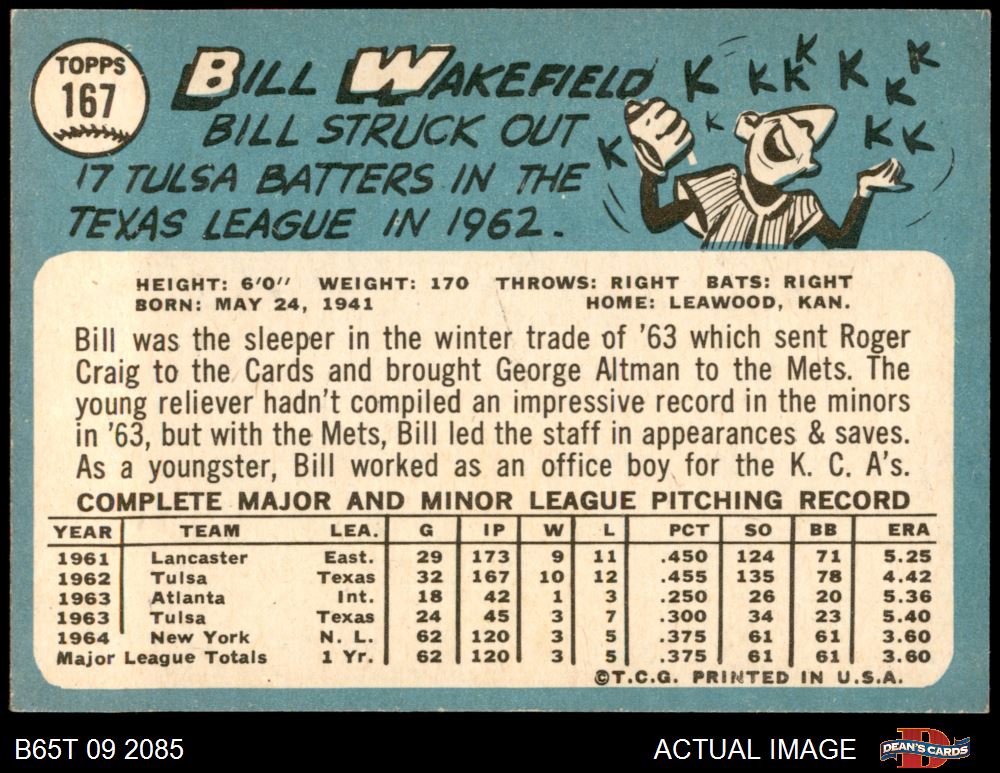 TOPPS
167
BILL WAKEFIELD
BILL STRUCK OUT
17 TULSA BATTERS IN THE
TEXAS LEAGUE IN 1962.
K K K K K K K K K K K
HEIGHT: 6'0" WEIGHT: 170 THROWS: RIGHT BATS: RIGHT
BORN: MAY 24, 1941 HOME: LEAWOOD, KAN.
Bill was the sleeper in the winter trade of '63 which sent Roger
Craig to the Cards and brought George Altman to the Mets. The
young reliever hadn't compiled an impressive record in the minors
in '63, but with the Mets, Bill led the staff in appearances & saves.
As a youngster, Bill worked as an office boy for the K. C. A's.
COMPLETE MAJOR AND MINOR LEAGUE PITCHING RECORD
YEAR TEAM LEA. G IP W L PCT SO BB ERA
1961 Lancaster East. 29 173 9 11 .450 124 71 5.25
1962 Tulsa Texas 32 167 10 12 .455 135 78 4.42
1963 Atlanta Int. 18 42 1 3 .250 26 20 5.36
1963 Tulsa Texas 24 45 3 7 .300 34 23 5.40
1964 New York N. L. 62 120 3 5 .375 61 61 3.60
Major League Totals 1 Yr. 62 120 3 5 .375 61 61 3.60
©T.C.G. PRINTED IN U.S.A.
B65T 09 2085 ACTUAL IMAGE DEAN'S CARDS